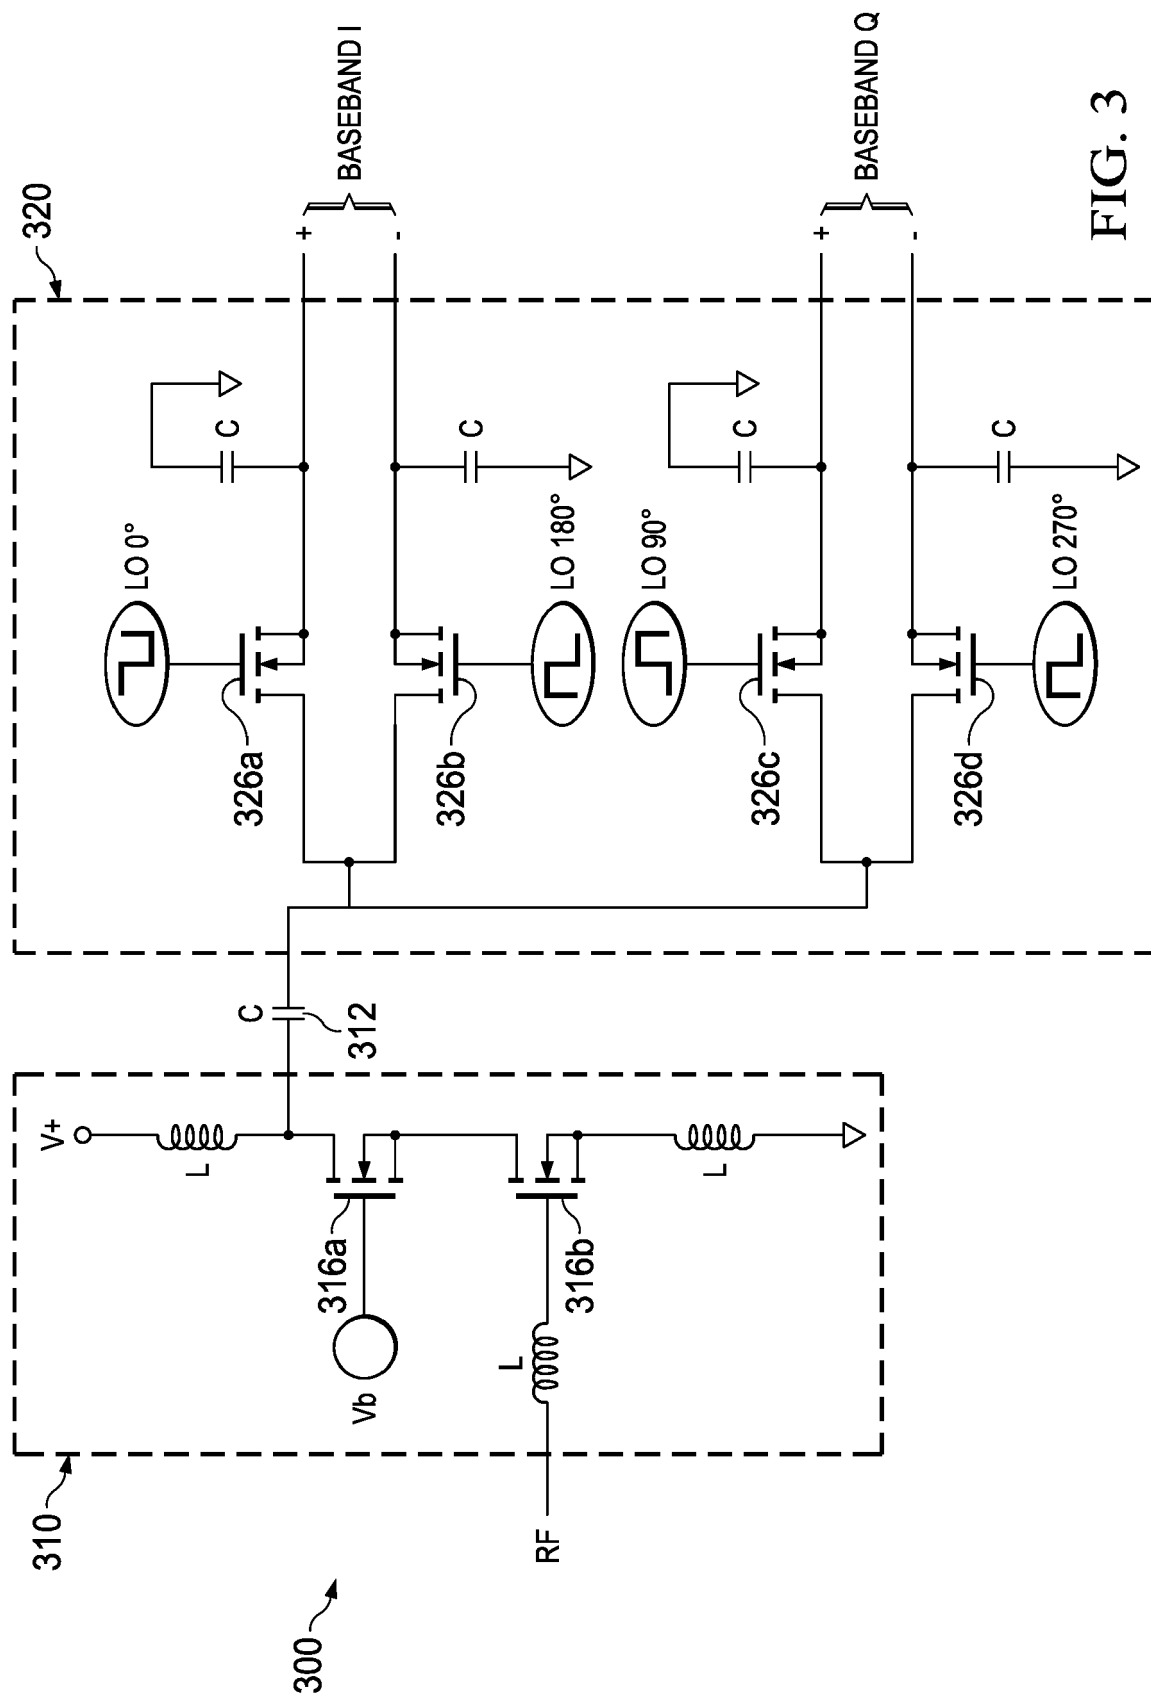 300
310
V+
L
316a
Vb
L
316b
L
RF
C
312
320
LO 0°
C
326a
+
-
BASEBAND I
326b
C
LO 180°
LO 90°
C
326c
+
-
BASEBAND Q
326d
C
LO 270°
FIG. 3